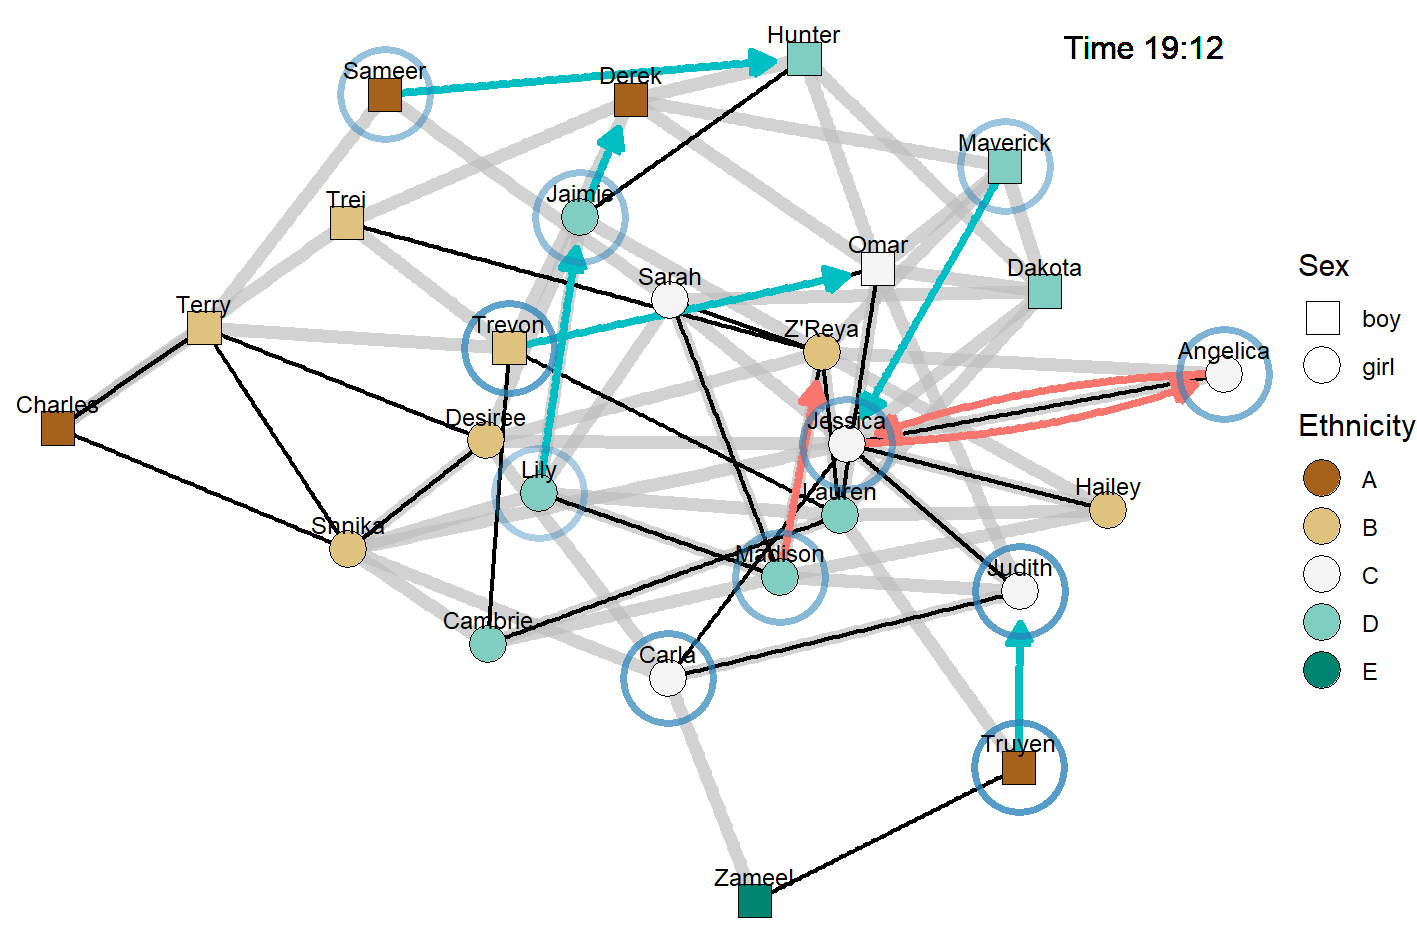 Hunter
Time 19:12
Sameer
Derek
Maverick
Jaimie
Trei
Omar
Sarah
Dakota
Sex
Terry
Trevon
Z'Reya
boy
Angelica
girl
Charles
Desiree
Jessica
Ethnicity
Lily
Lauren
Hailey
A
Shnika
B
Madison
Judith
C
Cambrie
D
Carla
E
Truyen
Zameel